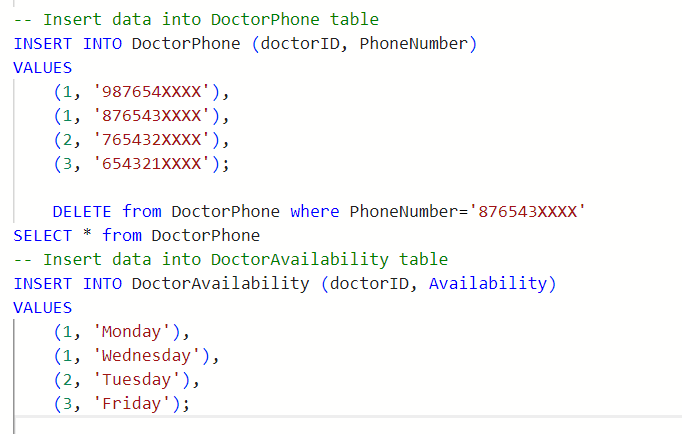 -- Insert data into DoctorPhone table
INSERT INTO DoctorPhone (doctorID, PhoneNumber)
VALUES
    (1, '987654XXXX'),
    (1, '876543XXXX'),
    (2, '765432XXXX'),
    (3, '654321XXXX');

    DELETE from DoctorPhone where PhoneNumber='876543XXXX'
SELECT * from DoctorPhone
-- Insert data into DoctorAvailability table
INSERT INTO DoctorAvailability (doctorID, Availability)
VALUES
    (1, 'Monday'),
    (1, 'Wednesday'),
    (2, 'Tuesday'),
    (3, 'Friday');